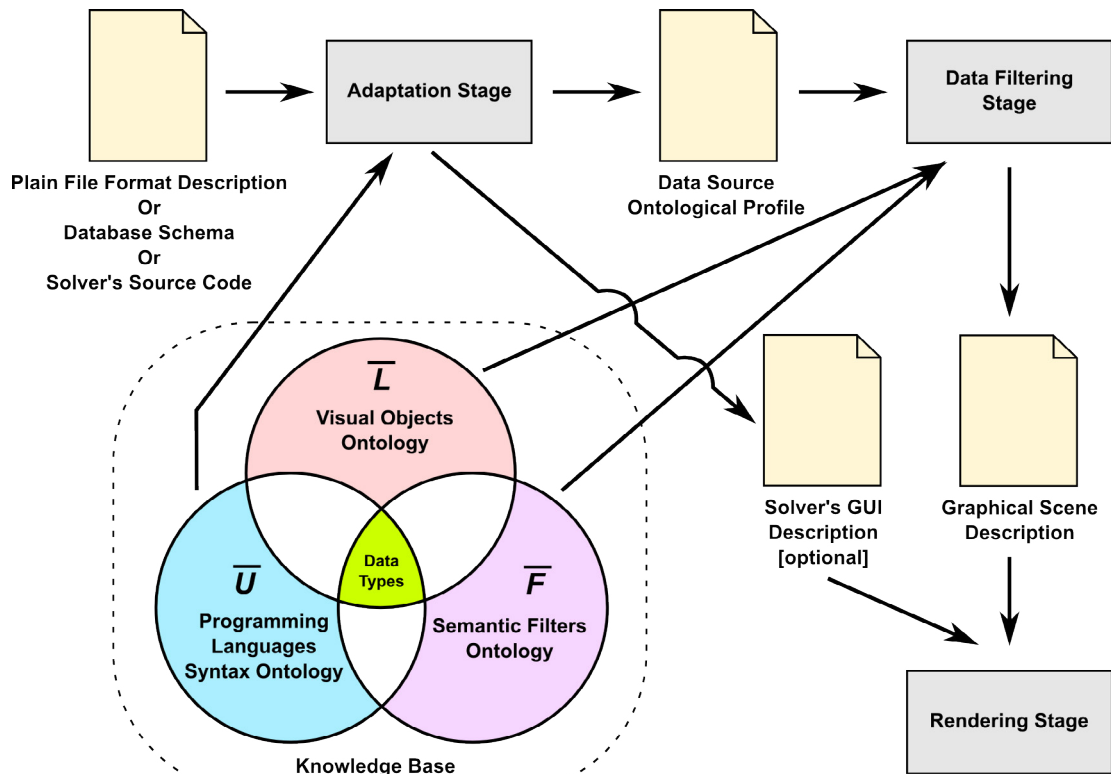 Adaptation Stage
Data Filtering
Stage
Plain File Format Description
Or
Database Schema
Or
Solver's Source Code
Data Source
Ontological Profile
L
Visual Objects
Ontology
Data
Types
U
Programming
Languages
Syntax Ontology
F
Semantic Filters
Ontology
Solver's GUI
Description
[optional]
Graphical Scene
Description
Rendering Stage
Knowledge Base